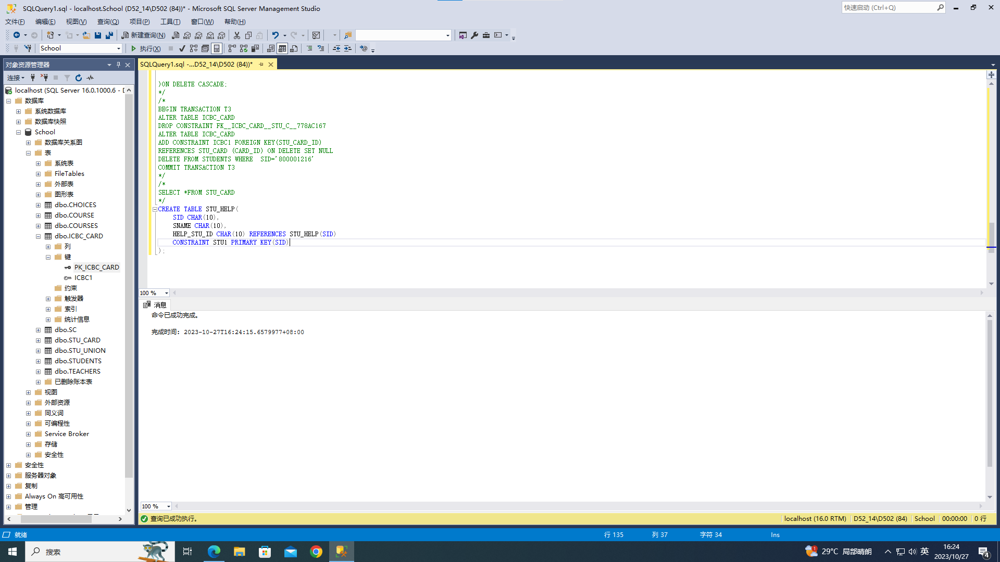 SQLQuery1.sql - localhost.School (D52_14\D502 (84))* - Microsoft SQL Server Management Studio
快速启动 (Ctrl+Q)
文件(F) 编辑(E) 视图(V) 查询(Q) 项目(P) 工具(T) 窗口(W) 帮助(H)
新建查询(N)
MDX DMX XMLA DAX
School
执行(X)
对象资源管理器
SQLQuery1.sql -...D52_14\D502 (84))*
连接
localhost (SQL Server 16.0.1000.6 - D
数据库
系统数据库
数据库快照
School
数据库关系图
表
系统表
FileTables
外部表
图形表
dbo.CHOICES
dbo.COURSE
dbo.COURSES
dbo.ICBC_CARD
列
键
PK_ICBC_CARD
ICBC1
约束
触发器
索引
统计信息
dbo.SC
dbo.STU_CARD
dbo.STU_UNION
dbo.STUDENTS
dbo.TEACHERS
已删除账本表
视图
外部资源
同义词
可编程性
Service Broker
存储
安全性
安全性
服务器对象
复制
Always On 高可用性
管理
)ON DELETE CASCADE;
*/
/*
BEGIN TRANSACTION T3
ALTER TABLE ICBC_CARD
DROP CONSTRAINT FK__ICBC_CARD__STU_C__778AC167
ALTER TABLE ICBC_CARD
ADD CONSTRAINT ICBC1 FOREIGN KEY(STU_CARD_ID)
REFERENCES STU_CARD (CARD_ID) ON DELETE SET NULL
DELETE FROM STUDENTS WHERE  SID='800001216'
COMMIT TRANSACTION T3
*/
/*
SELECT *FROM STU_CARD
*/
CREATE TABLE STU_HELP(
SID CHAR(10),
SNAME CHAR(10),
HELP_STU_ID CHAR(10) REFERENCES STU_HELP(SID)
CONSTRAINT STU1 PRIMARY KEY(SID)
);
100 %
消息
命令已成功完成。
完成时间: 2023-10-27T16:24:15.6579977+08:00
100 %
查询已成功执行。
localhost (16.0 RTM) D52_14\D502 (84) School 00:00:00 0 行
就绪
行 135 列 37 字符 34 Ins
搜索
1
29°C 局部晴朗
英
16:24
2023/10/27
4